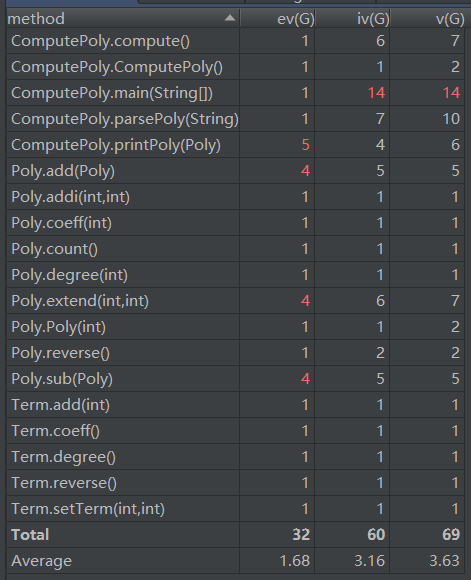 method ev(G) iv(G) v(G)
ComputePoly.compute() 1 6 7
ComputePoly.ComputePoly() 1 1 2
ComputePoly.main(String[]) 1 14 14
ComputePoly.parsePoly(String) 1 7 10
ComputePoly.printPoly(Poly) 5 4 6
Poly.add(Poly) 4 5 5
Poly.addi(int,int) 1 1 1
Poly.coeff(int) 1 1 1
Poly.count() 1 1 1
Poly.degree(int) 1 1 1
Poly.extend(int,int) 4 6 7
Poly.Poly(int) 1 1 2
Poly.reverse() 1 2 2
Poly.sub(Poly) 4 5 5
Term.add(int) 1 1 1
Term.coeff() 1 1 1
Term.degree() 1 1 1
Term.reverse() 1 1 1
Term.setTerm(int,int) 1 1 1
Total 32 60 69
Average 1.68 3.16 3.63